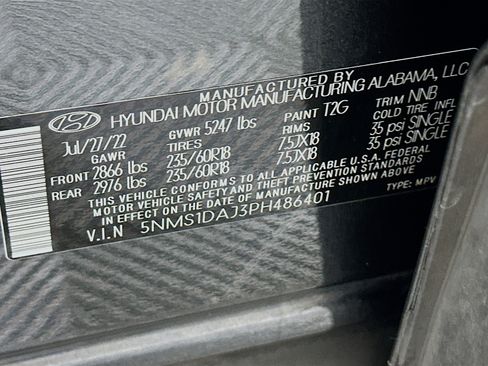 MANUFACTURED BY
HYUNDAI MOTOR MANUFACTURING ALABAMA, LLC
Jul/27/22 GVWR 5247 lbs PAINT T2G TRIM NNB
GAWR TIRES RIMS COLD TIRE INFL
FRONT 2866 lbs 235/60R18 7.5JX18 35 psi SINGLE
REAR 2976 lbs 235/60R18 7.5JX18 35 psi SINGLE
THIS VEHICLE CONFORMS TO ALL APPLICABLE U.S.A. FEDERAL
MOTOR VEHICLE SAFETY AND THEFT PREVENTION STANDARDS
IN EFFECT ON THE DATE OF MANUFACTURE SHOWN ABOVE.
V.I.N 5NMS1DAJ3PH486401 TYPE: MPV